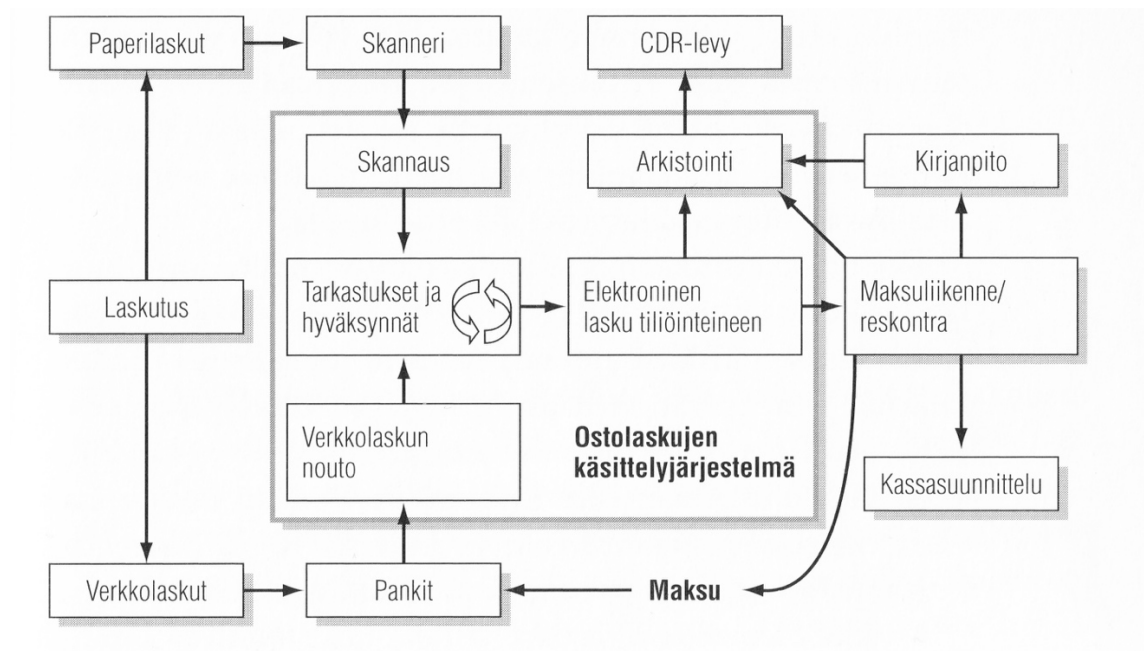 Paperilaskut
Skanneri
CDR-levy
Skannaus
Arkistointi
Kirjanpito
Laskutus
Tarkastukset ja
hyväksynnät
Elektroninen
lasku tiliöinteineen
Maksuliikenne/
reskontra
Verkkolaskun
nouto
Ostolaskujen
käsittelyjärjestelmä
Kassasuunnittelu
Verkkolaskut
Pankit
Maksu